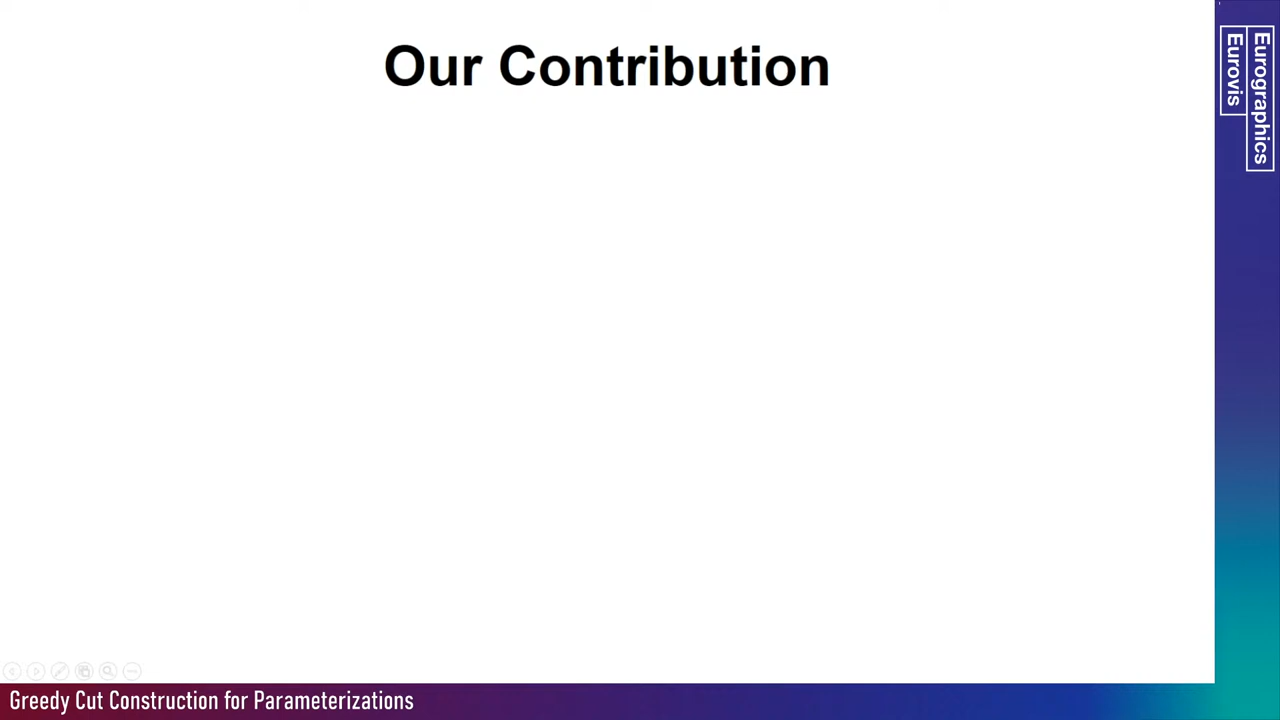 Our Contribution
Eurographics
Eurovis
Greedy Cut Construction for Parameterizations